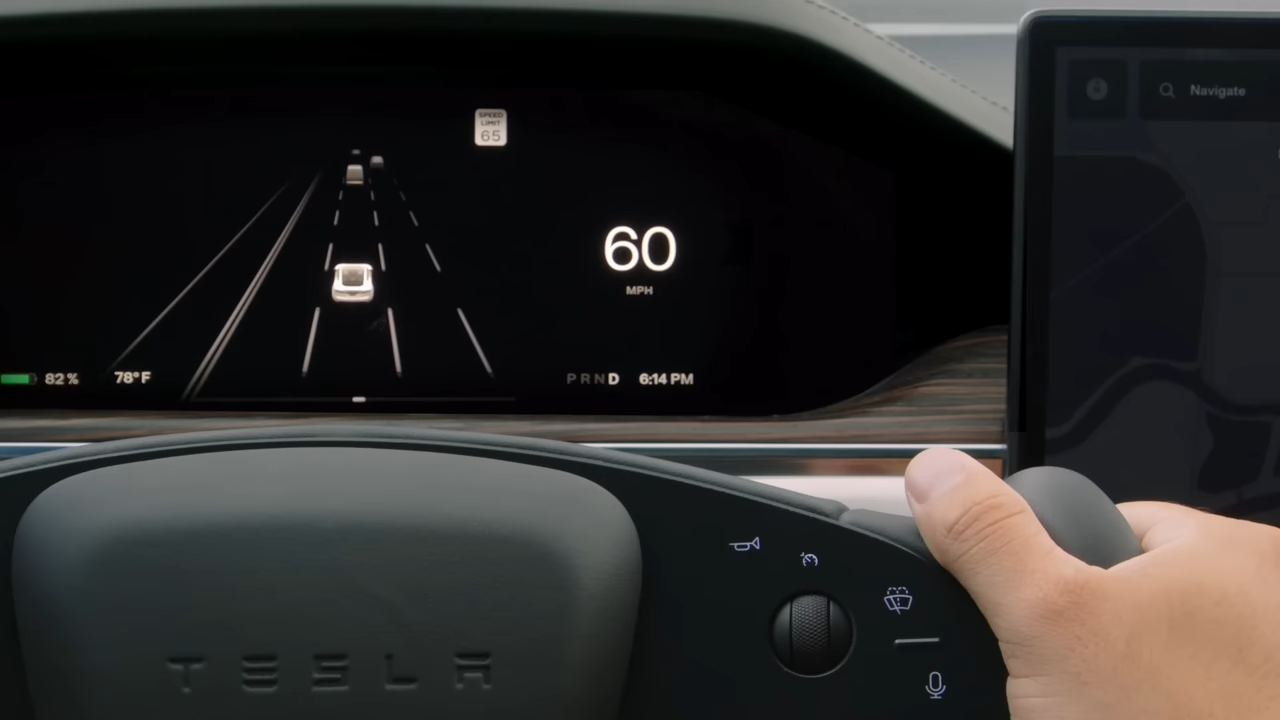 SPEED
LIMIT
65
Navigate
60
MPH
82 %
78°F
P R N D
6:14 PM
TESLA